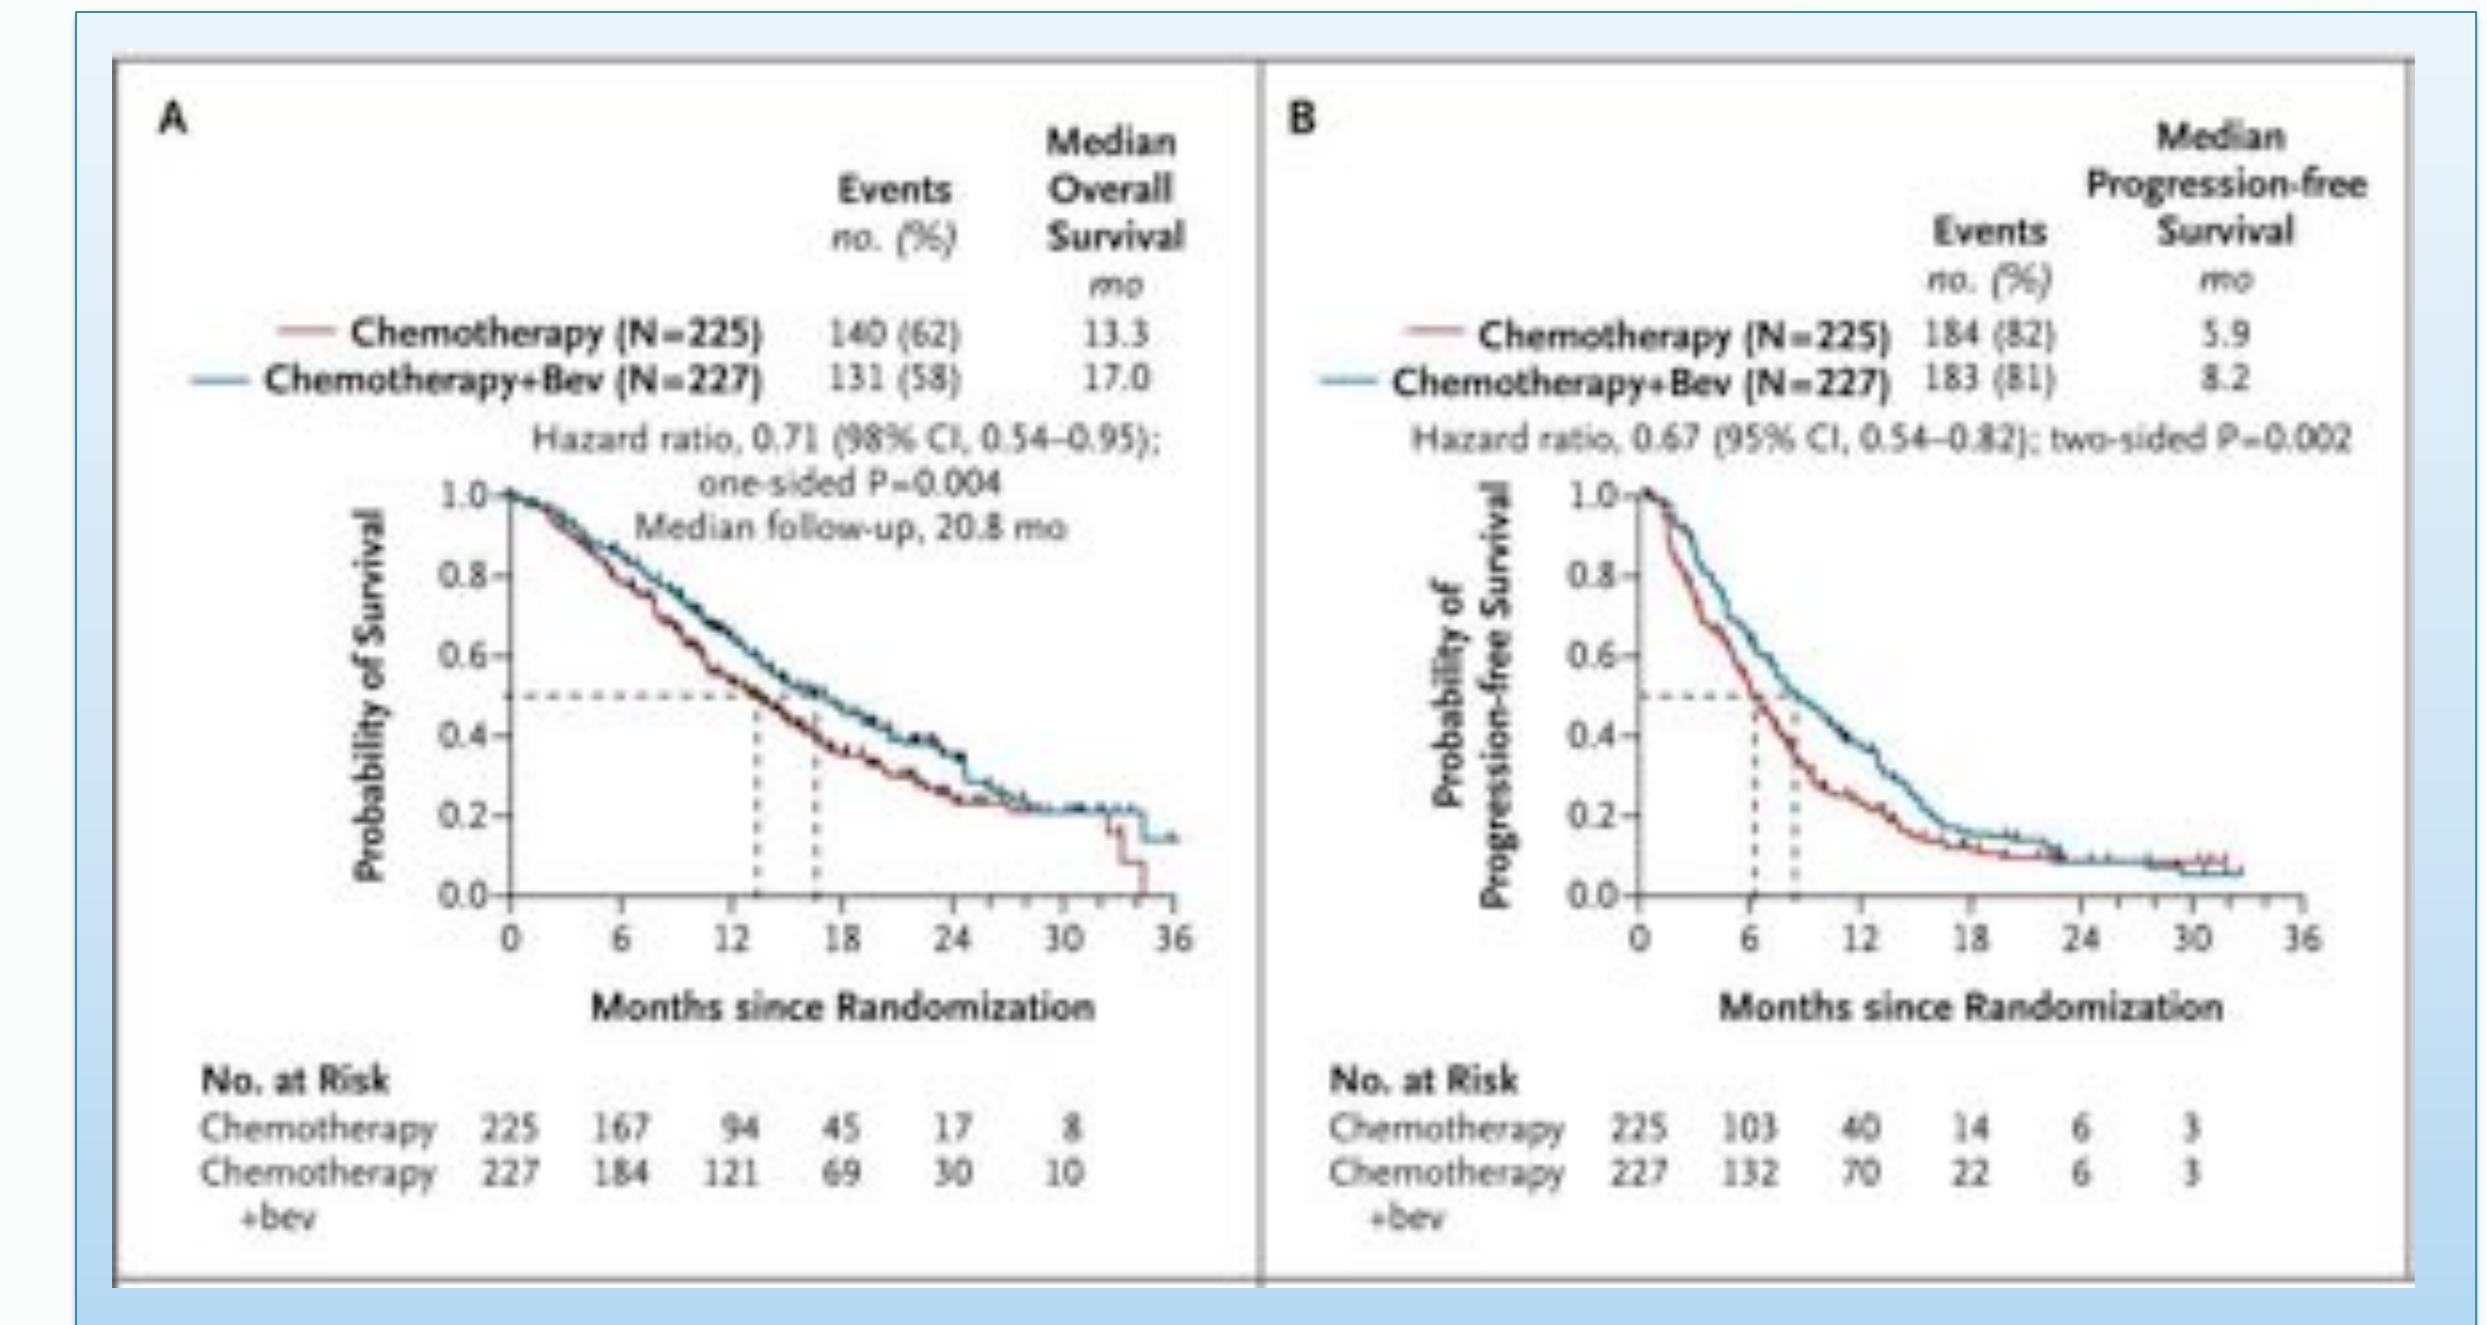 A
Median
Events Overall
no. (%) Survival
mo
Chemotherapy (N=225) 140 (62) 13.3
Chemotherapy+Bev (N=227) 131 (58) 17.0
Hazard ratio, 0.71 (98% CI, 0.54–0.95);
one-sided P=0.004
Median follow-up, 20.8 mo
Probability of Survival
1.0
0.8
0.6
0.4
0.2
0.0
0 6 12 18 24 30 36
Months since Randomization
No. at Risk
Chemotherapy 225 167 94 45 17 8
Chemotherapy 227 184 121 69 30 10
+bev
B
Median
Progression-free
Events Survival
no. (%) mo
Chemotherapy (N=225) 184 (82) 5.9
Chemotherapy+Bev (N=227) 183 (81) 8.2
Hazard ratio, 0.67 (95% CI, 0.54–0.82); two-sided P=0.002
Probability of
Progression-free Survival
1.0
0.8
0.6
0.4
0.2
0.0
0 6 12 18 24 30 36
Months since Randomization
No. at Risk
Chemotherapy 225 103 40 14 6 3
Chemotherapy 227 132 70 22 6 3
+bev